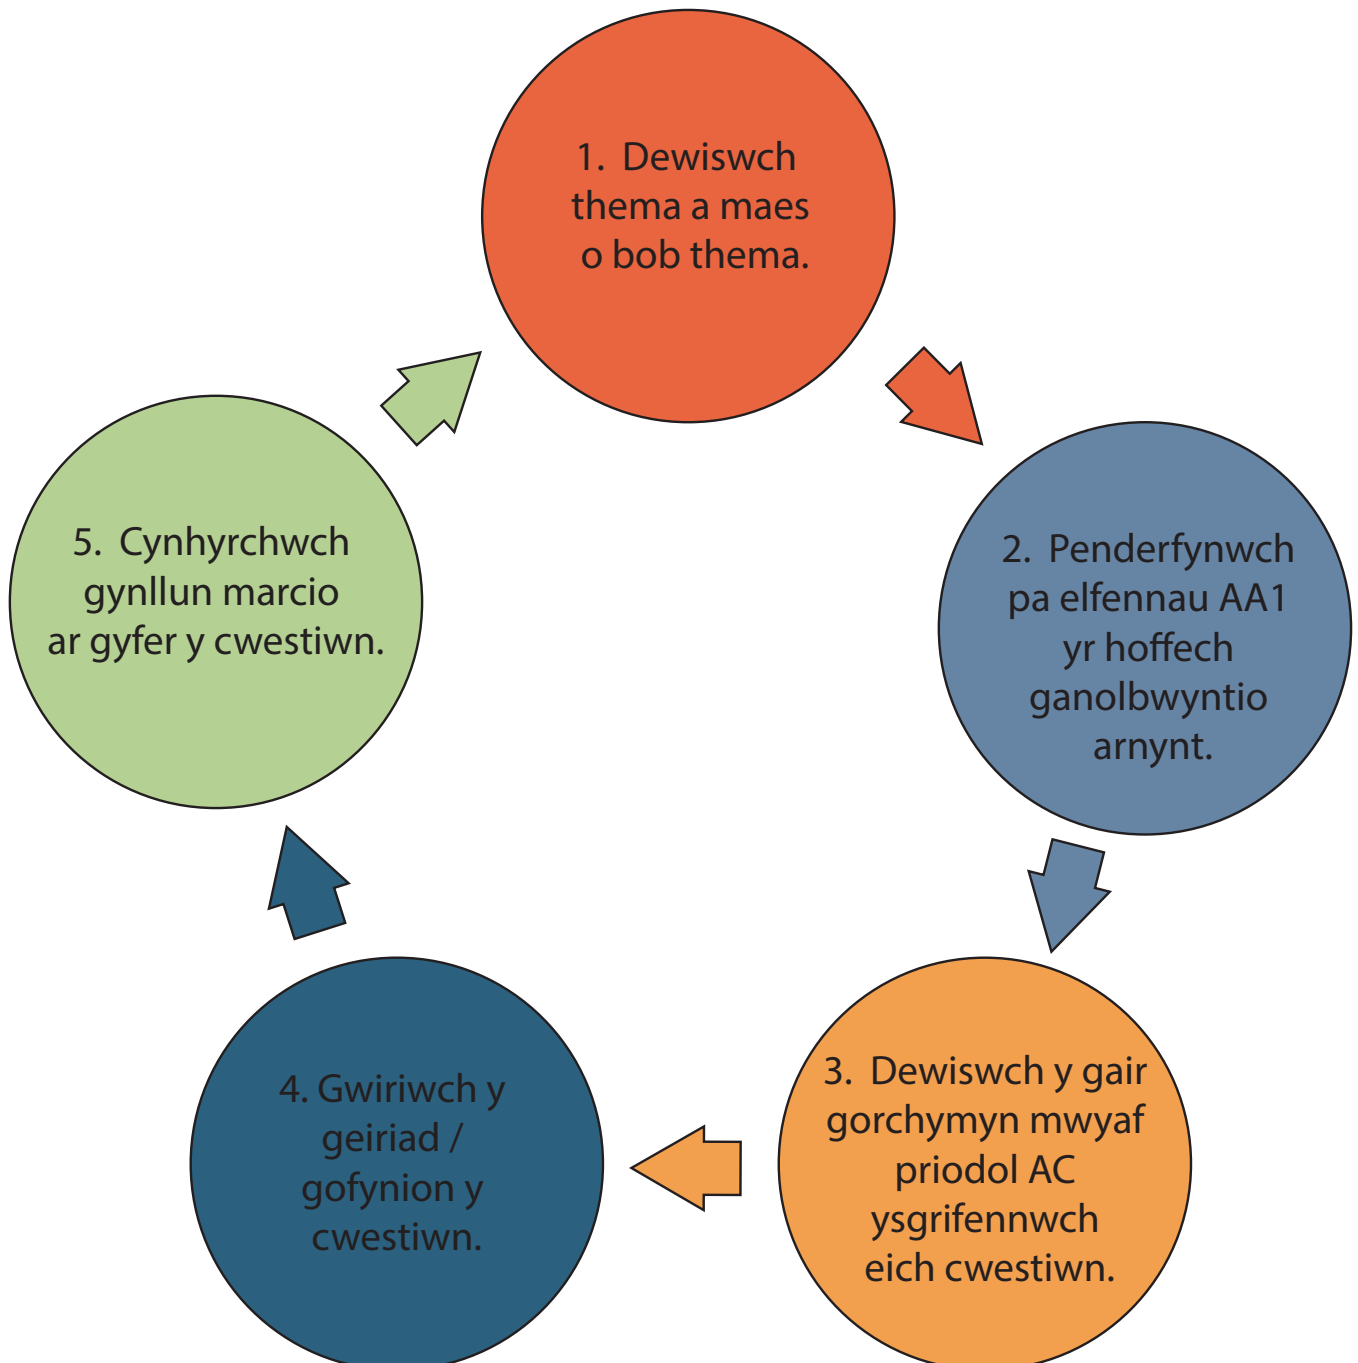 1. Dewiswch
thema a maes
o bob thema.
2. Penderfynwch
pa elfennau AA1
yr hoffech
ganolbwyntio
arnynt.
3. Dewiswch y gair
gorchymyn mwyaf
priodol AC
ysgrifennwch
eich cwestiwn.
4. Gwiriwch y
geiriad /
gofynion y
cwestiwn.
5. Cynhyrchwch
gynllun marcio
ar gyfer y cwestiwn.